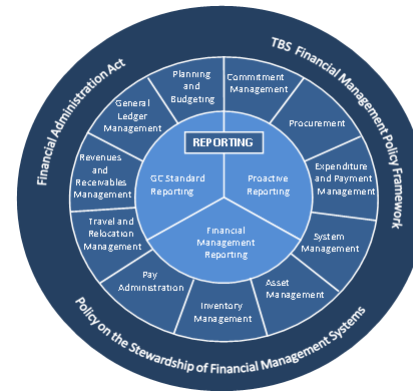 Financial Administration Act
TBS Financial Management Policy Framework
Policy on the Stewardship of Financial Management Systems
Planning
and
Budgeting
Commitment
Management
Procurement
Expenditure
and Payment
Management
System
Management
Asset
Management
Inventory
Management
Pay
Administration
Travel and
Relocation
Management
Revenues
and
Receivables
Management
General
Ledger
Management
REPORTING
GC Standard
Reporting
Proactive
Reporting
Financial
Management
Reporting